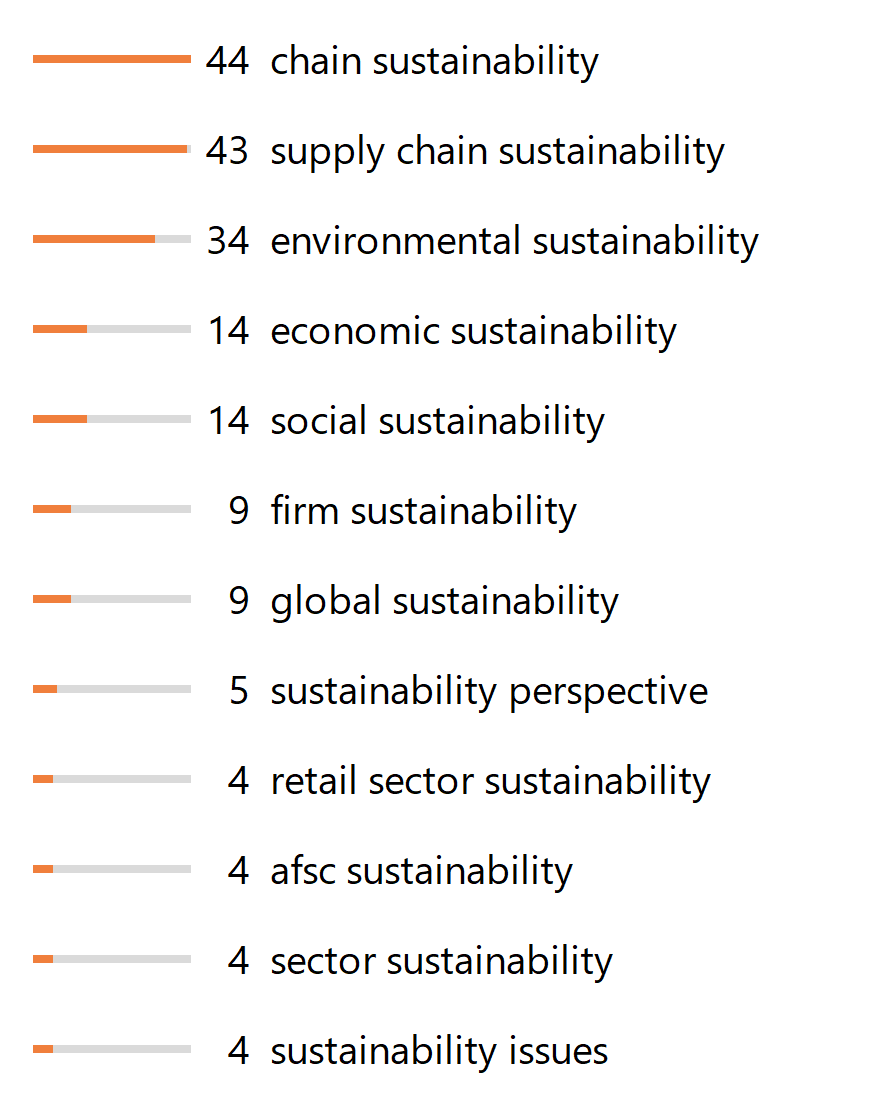 44 chain sustainability
43 supply chain sustainability
34 environmental sustainability
14 economic sustainability
14 social sustainability
9 firm sustainability
9 global sustainability
5 sustainability perspective
4 retail sector sustainability
4 afsc sustainability
4 sector sustainability
4 sustainability issues